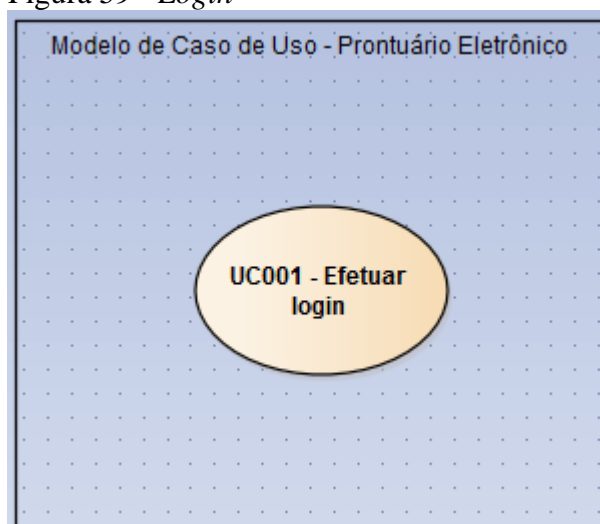 Figura 39 - Login
Modelo de Caso de Uso - Prontuário Eletrônico
UC001 - Efetuar
login